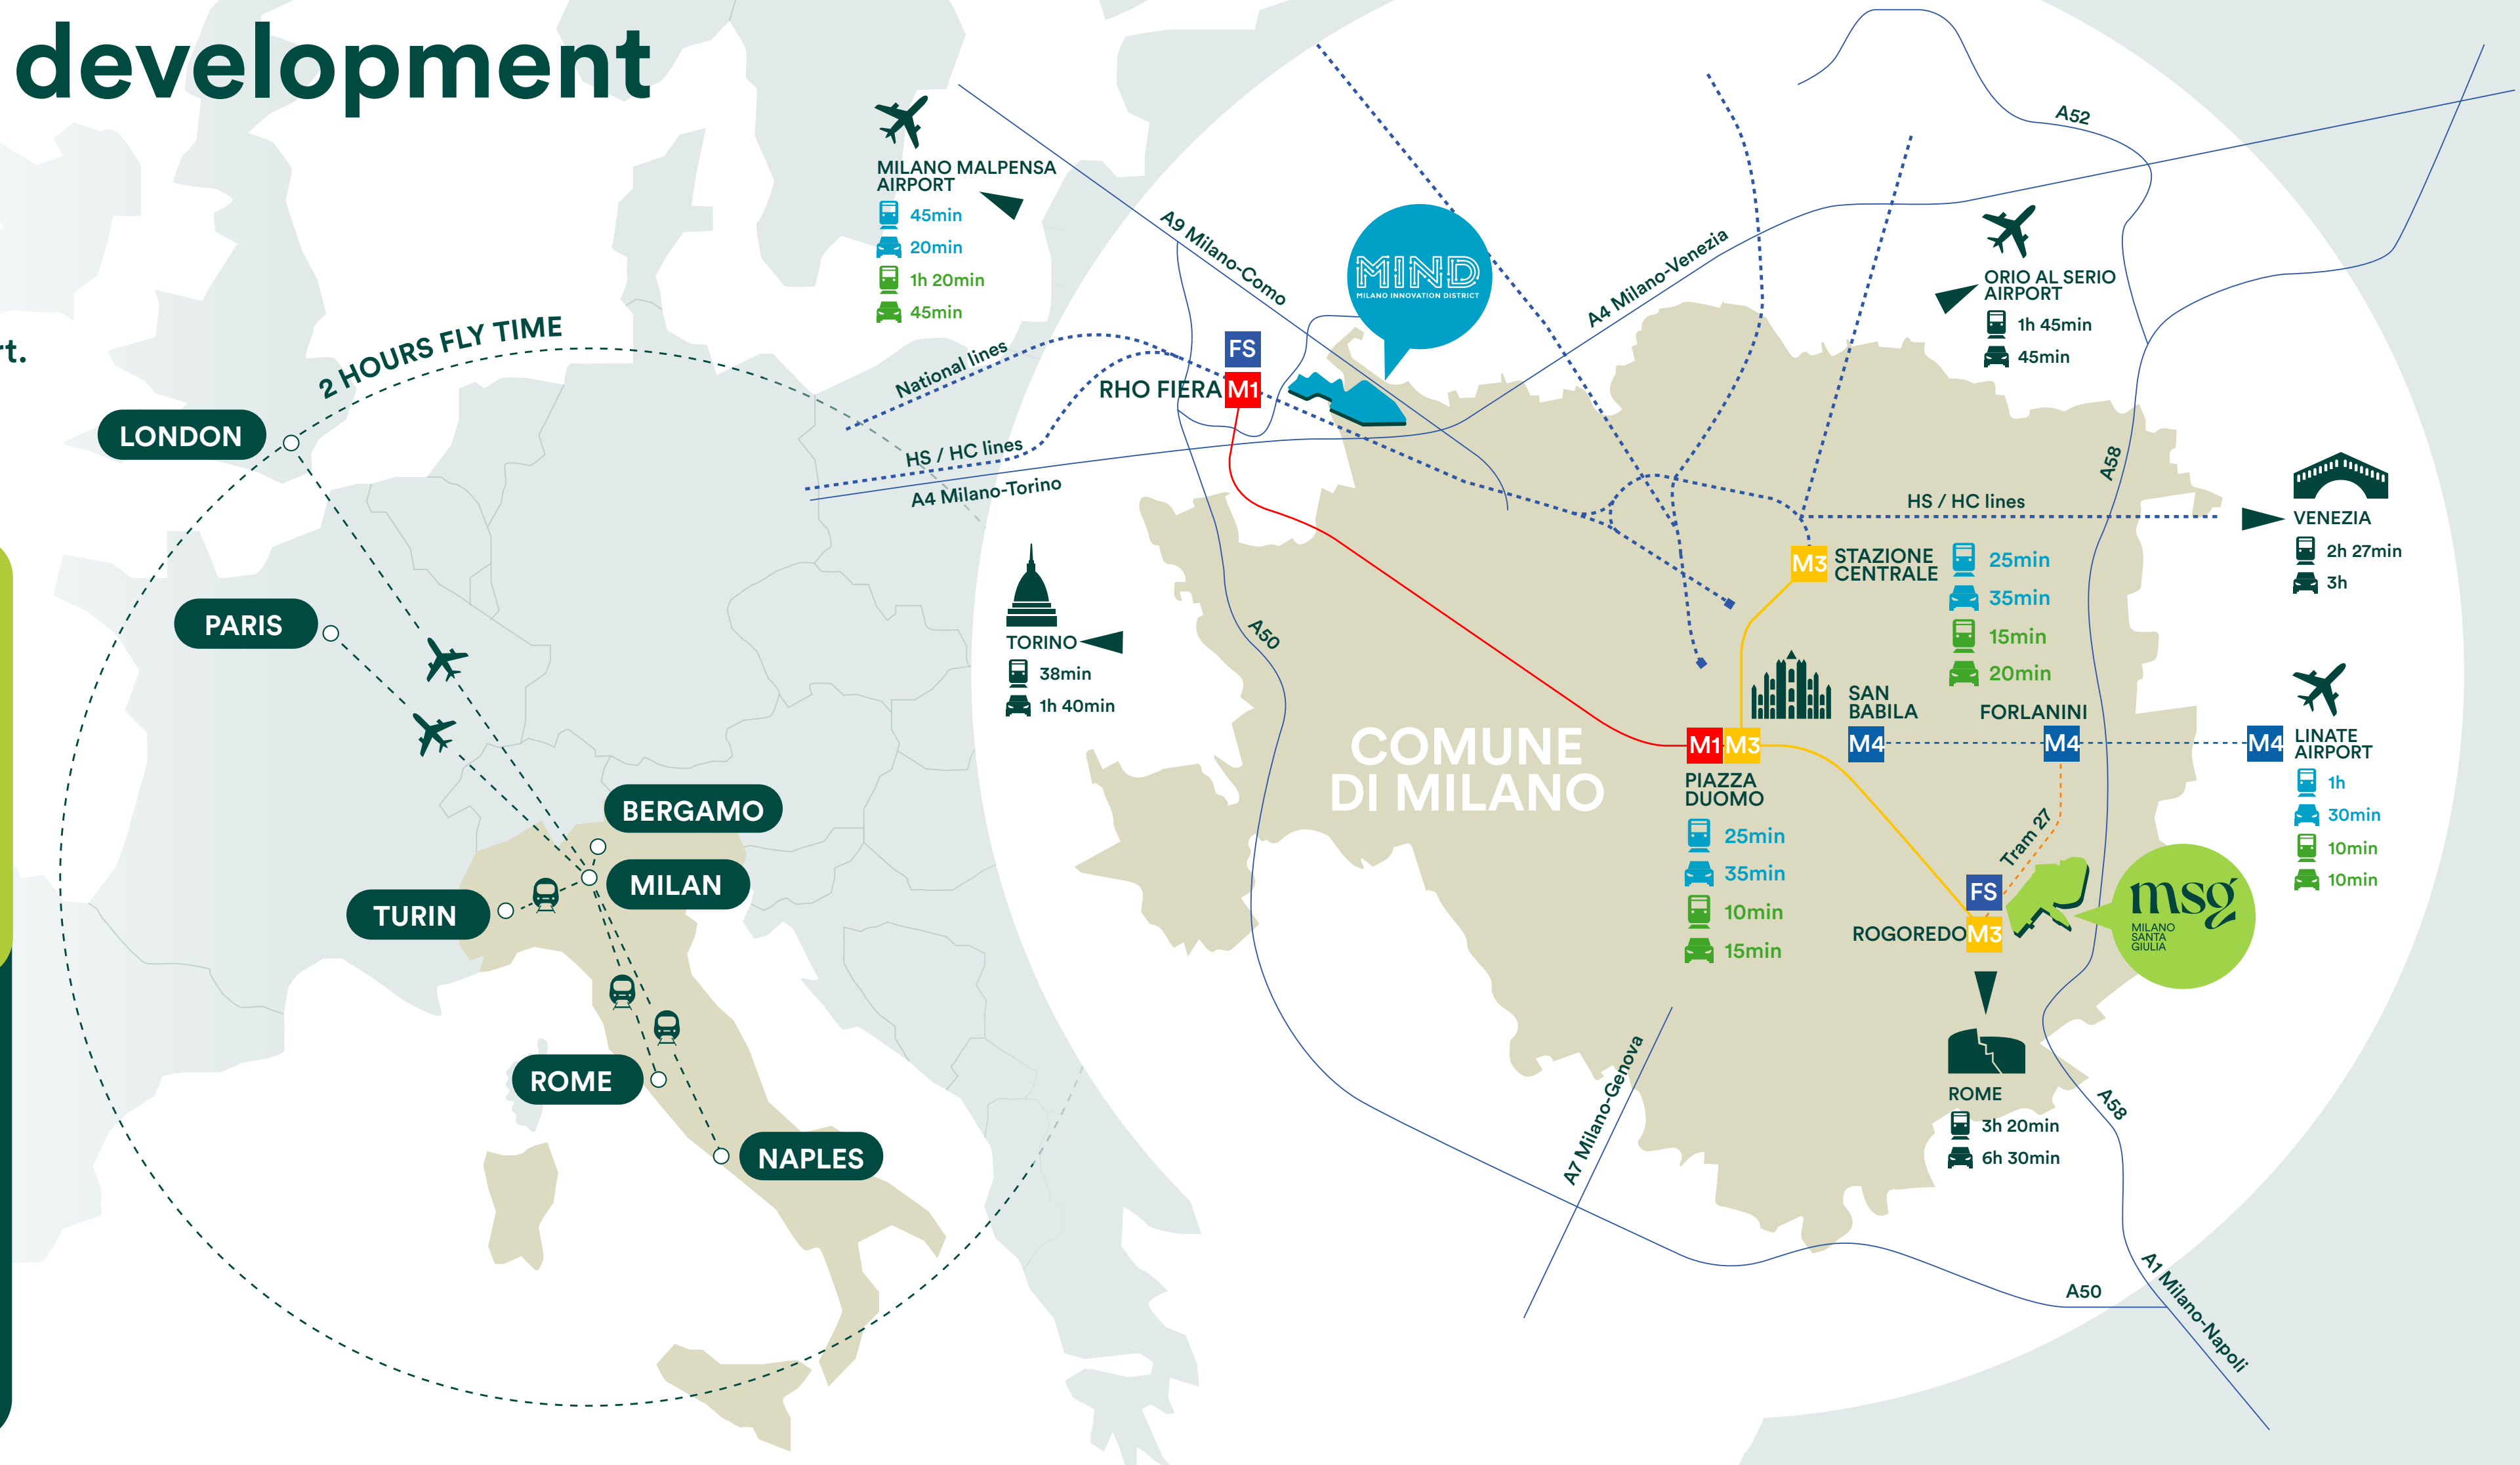 development
rt.
2 HOURS FLY TIME
LONDON
PARIS
BERGAMO
MILAN
TURIN
ROME
NAPLES
MILANO MALPENSA
AIRPORT
45min
20min
1h 20min
45min
National lines
HS / HC lines
A4 Milano-Torino
A9 Milano-Como
MIND
MILANO INNOVATION DISTRICT
A4 Milano-Venezia
A52
FS
RHO FIERA M1
ORIO AL SERIO
AIRPORT
1h 45min
45min
A58
HS / HC lines
VENEZIA
2h 27min
3h
TORINO
38min
1h 40min
A50
M3 STAZIONE
CENTRALE
25min
35min
15min
20min
COMUNE
DI MILANO
M1 M3
PIAZZA
DUOMO
25min
35min
10min
15min
SAN
BABILA
M4
FORLANINI
M4
M4 LINATE
AIRPORT
1h
30min
10min
10min
Tram 27
FS
ROGOREDO M3
msg
MILANO
SANTA
GIULIA
ROME
3h 20min
6h 30min
A7 Milano-Genova
A58
A50
A1 Milano-Napoli